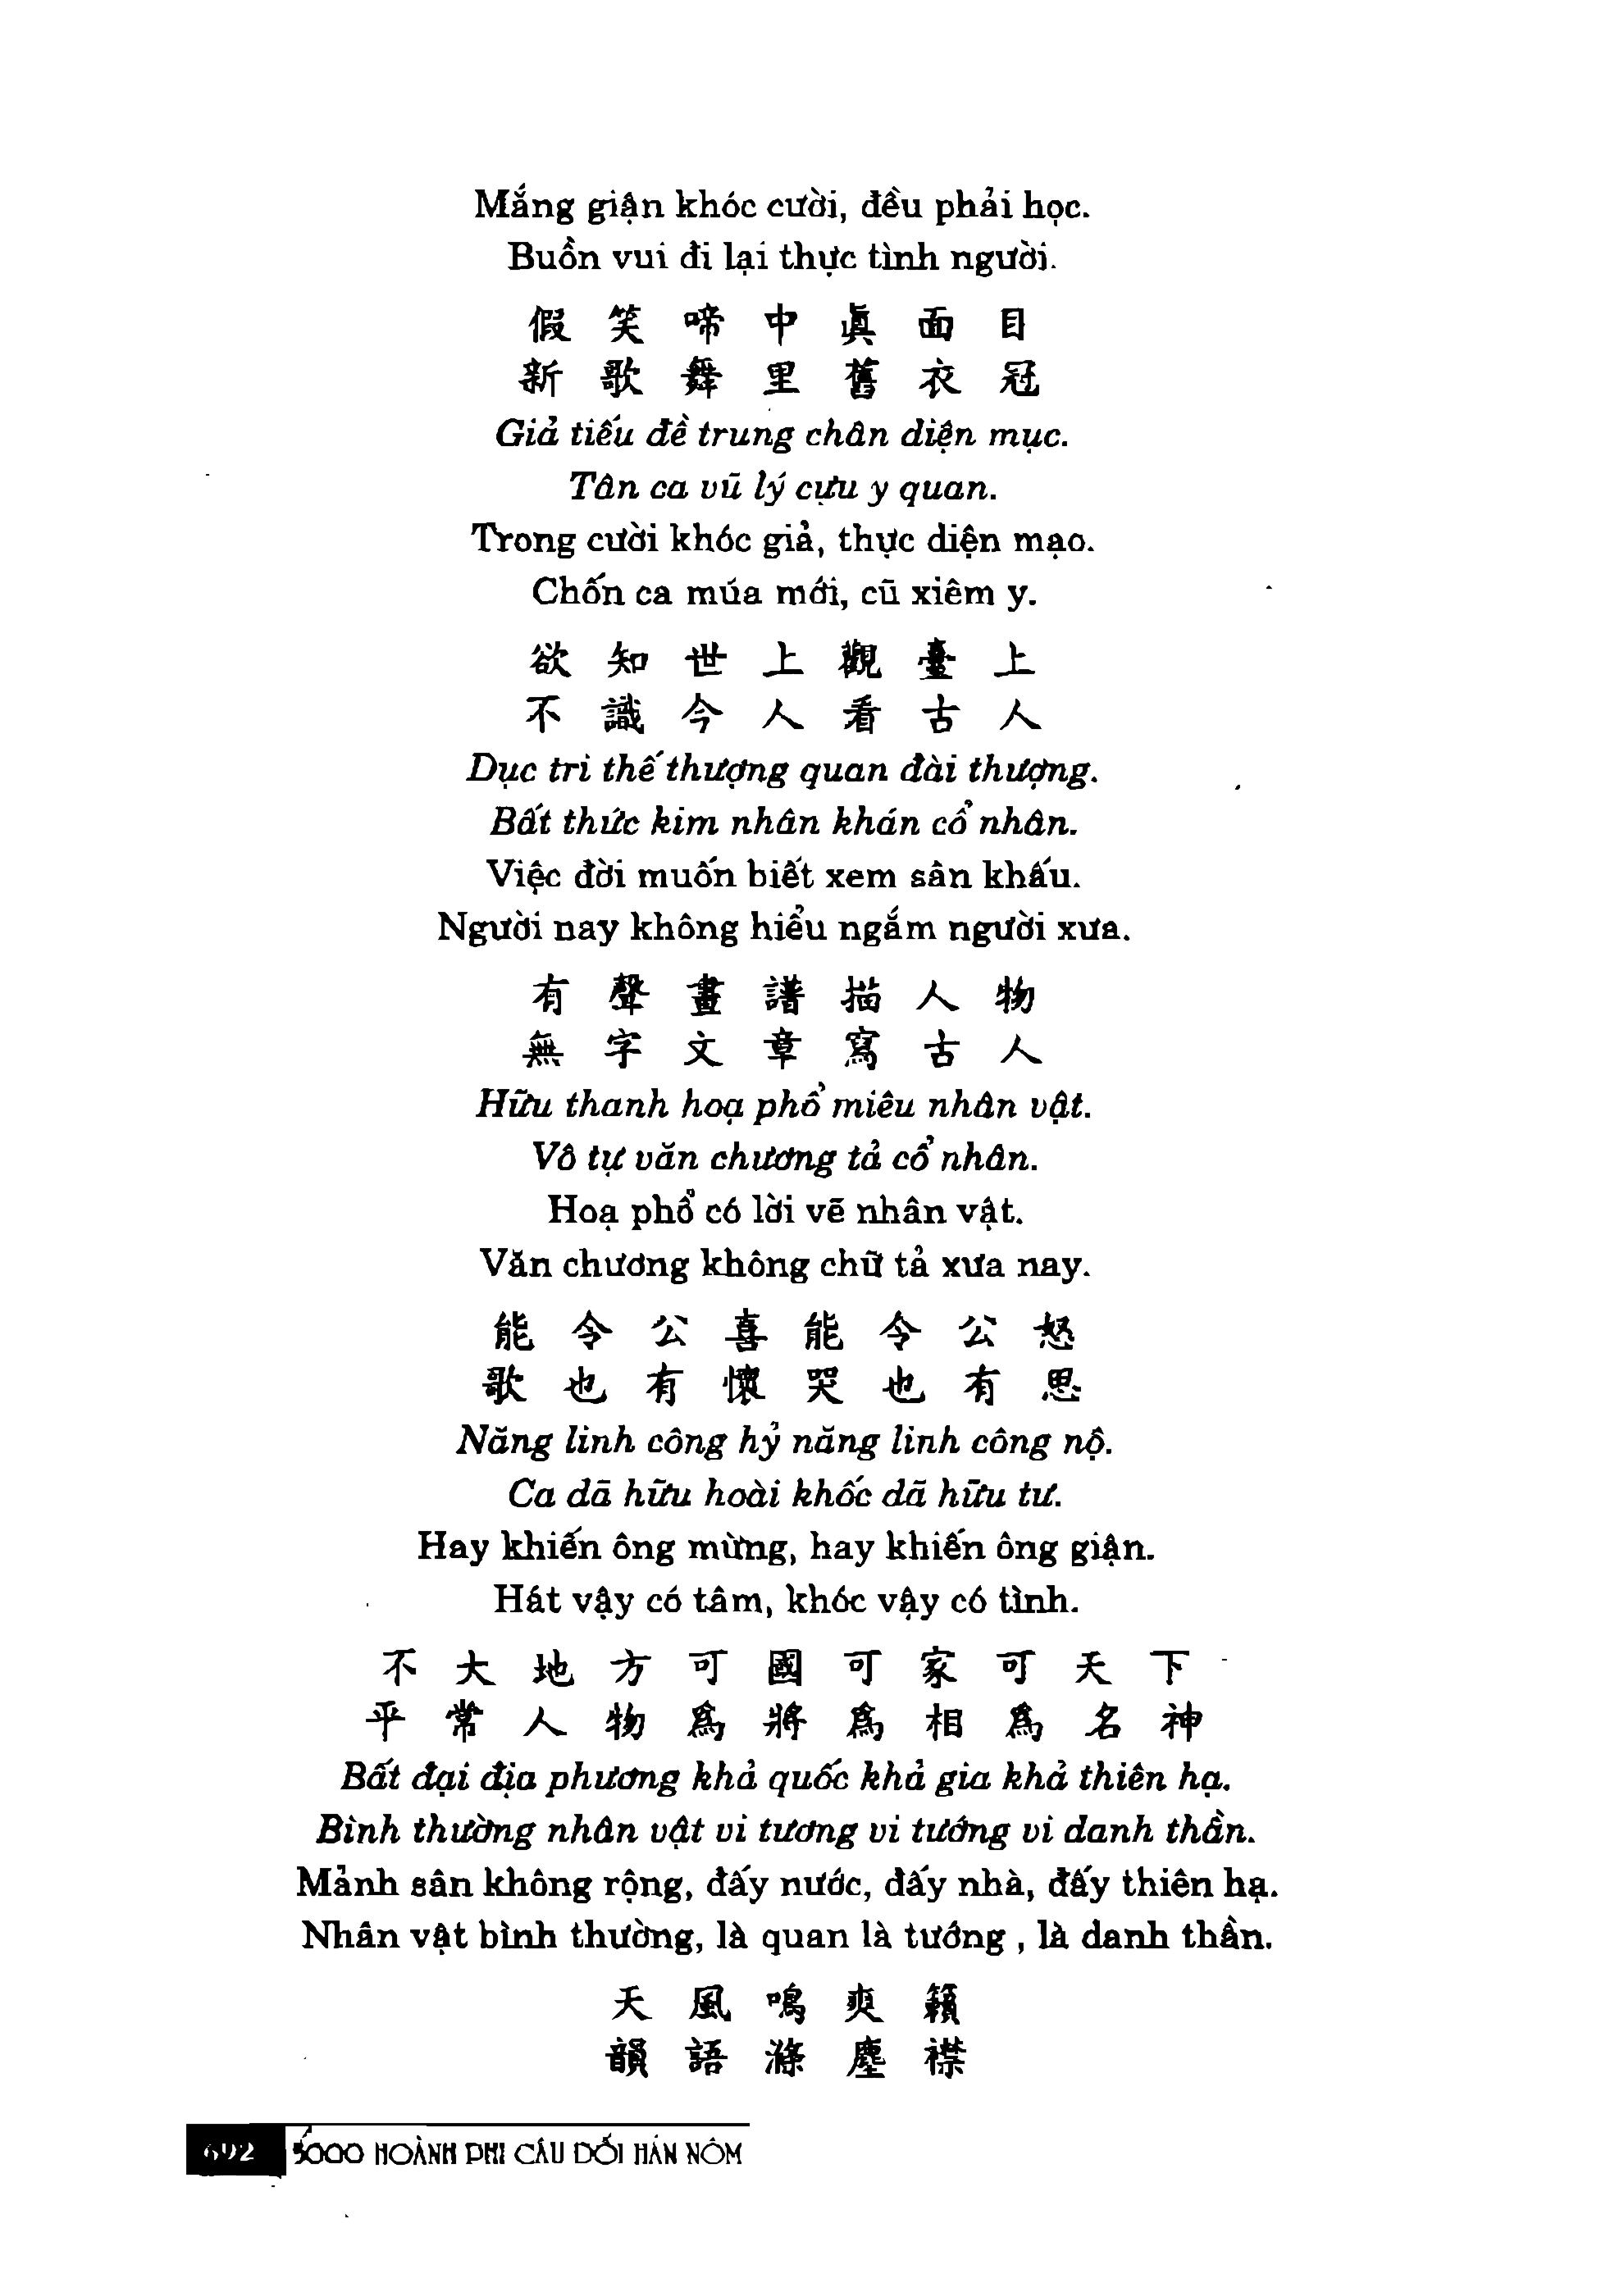 Mắng giận khóc cười, đều phải học.
Buồn vui đi lại thực tình người.
假笑啼中眞面目
新歌舞里舊衣冠
Giả tiếu đề trung chân diện mục.
Tân ca vũ lý cựu y quan.
Trong cười khóc giả, thực diện mạo.
Chốn ca múa mới, cũ xiêm y.
欲知世上觀臺上
不識今人看古人
Dục tri thế thượng quan đài thượng.
Bất thức kim nhân khán cổ nhân.
Việc đời muốn biết xem sân khấu.
Người nay không hiểu ngắm người xưa.
有聲畫譜描人物
無字文章寫古人
Hữu thanh hoạ phổ miêu nhân vật.
Vô tự văn chương tả cổ nhân.
Hoạ phổ có lời vẽ nhân vật.
Văn chương không chữ tả xưa nay.
能令公喜能令公怒
歌也有懷哭也有思
Năng linh công hỷ năng linh công nộ.
Ca dã hữu hoài khốc dã hữu tư.
Hay khiến ông mừng, hay khiến ông giận.
Hát vậy có tâm, khóc vậy có tình.
不大地方可國可家可天下
平常人物爲將爲相爲名神
Bất đại địa phương khả quốc khả gia khả thiên hạ.
Bình thường nhân vật vi tương vi tướng vi danh thần.
Mảnh sân không rộng, đấy nước, đấy nhà, đấy thiên hạ.
Nhân vật bình thường, là quan là tướng , là danh thần.
天風鳴爽籟
韻語滌塵襟
692 5000 HOÀNH PHI CÂU ĐỐI HÁN NÔM